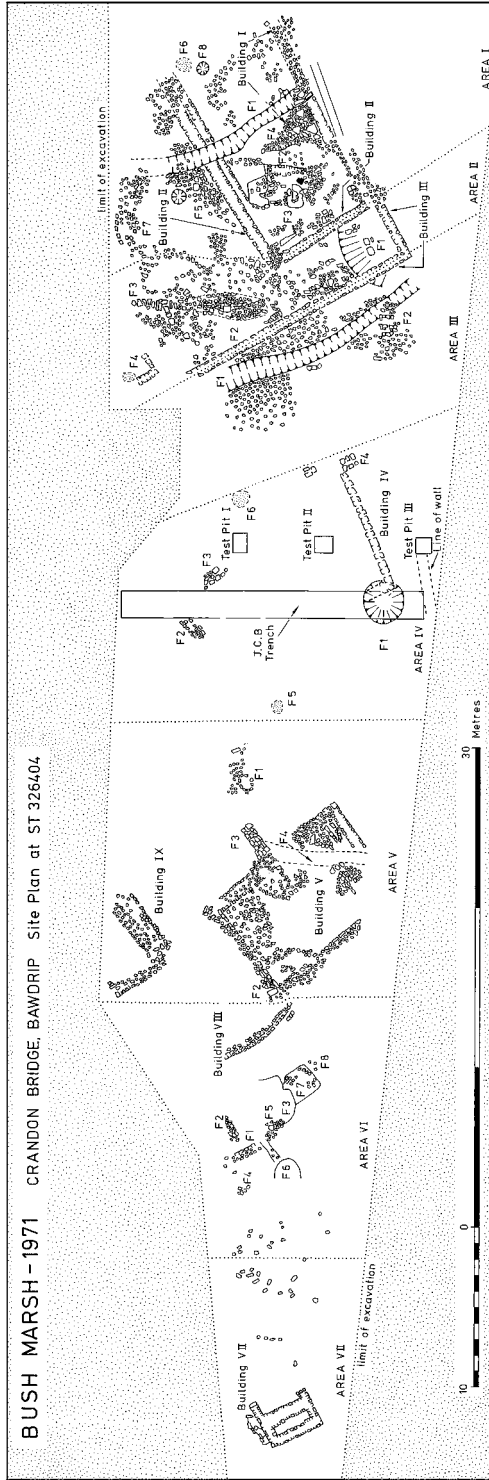 BUSH MARSH – 1971 CRANDON BRIDGE, BAWDRIP Site Plan at ST 326404
limit of excavation
Building VII
AREA VII
limit of excavation
F4
F1
F2
F5
F6
F3
F7
F8
Building VIII
AREA VI
Building IX
F2
F3
Building V
F4
F1
AREA V
F5
F2
F3
J.C.B
Trench
F1
AREA IV
Test Pit I
F6
Test Pit II
Building IV
F4
Test Pit III
Line of wall
F4
F3
F2
F1
F2
AREA III
F7
Building II
F5
F1
Building III
AREA II
F6
F8
Building I
F1
F4
F2
F3
Building II
AREA I
10
0
30
Metres